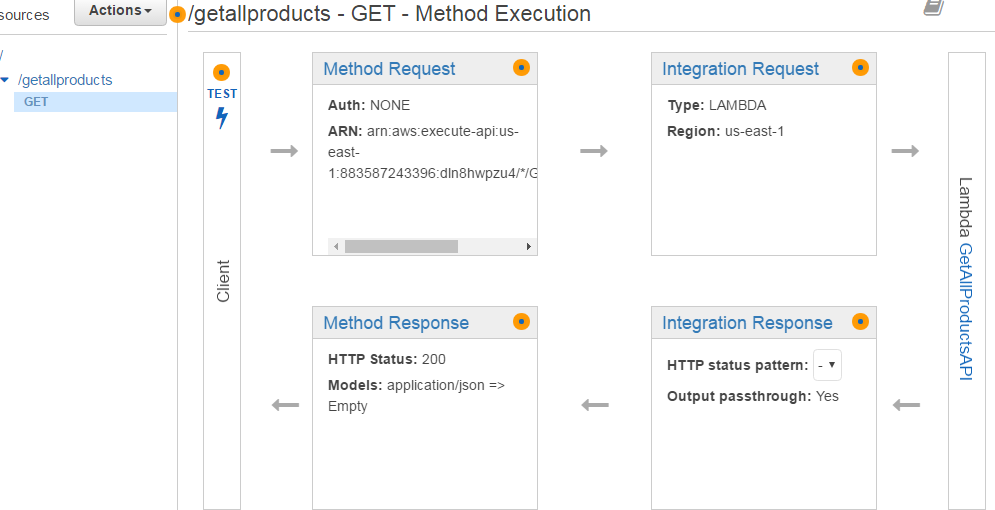 sources
Actions
/getallproducts - GET - Method Execution
/
/getallproducts
GET
TEST
Client
Method Request
Auth: NONE
ARN: arn:aws:execute-api:us-
east-
1:883587243396:dln8hwpzu4/*/G
Integration Request
Type: LAMBDA
Region: us-east-1
Lambda GetAllProductsAPI
Method Response
HTTP Status: 200
Models: application/json =>
Empty
Integration Response
HTTP status pattern: -
Output passthrough: Yes